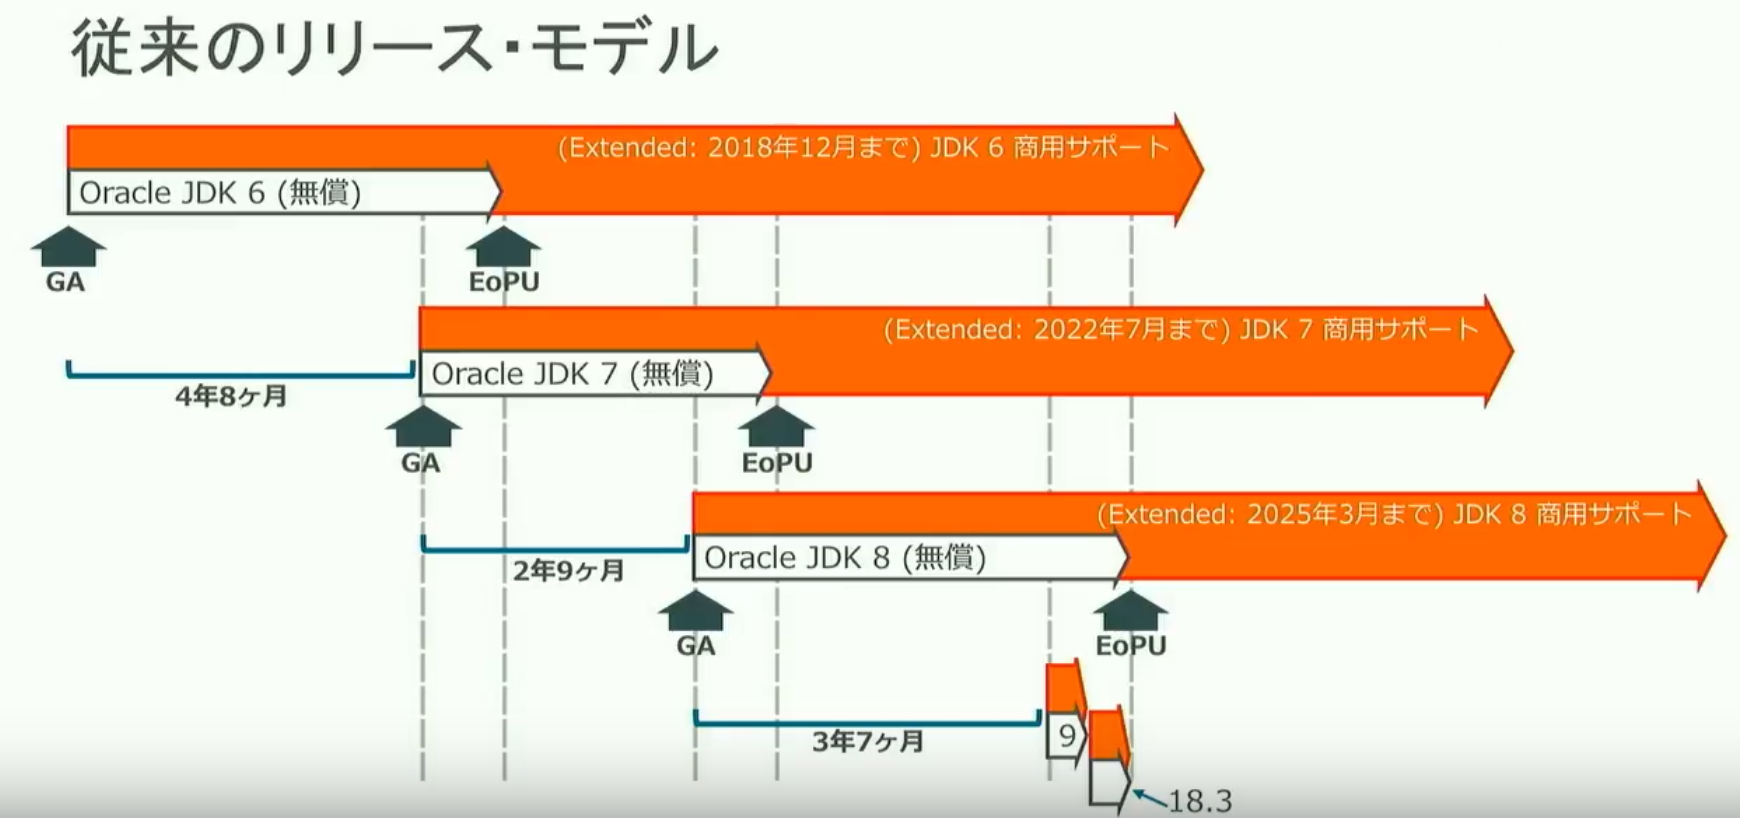 従来のリリース・モデル
(Extended: 2018年12月まで) JDK 6 商用サポート
Oracle JDK 6 (無償)
GA
EoPU
(Extended: 2022年7月まで) JDK 7 商用サポート
Oracle JDK 7 (無償)
4年8ヶ月
GA
EoPU
(Extended: 2025年3月まで) JDK 8 商用サポート
Oracle JDK 8 (無償)
2年9ヶ月
GA
EoPU
9
3年7ヶ月
18.3